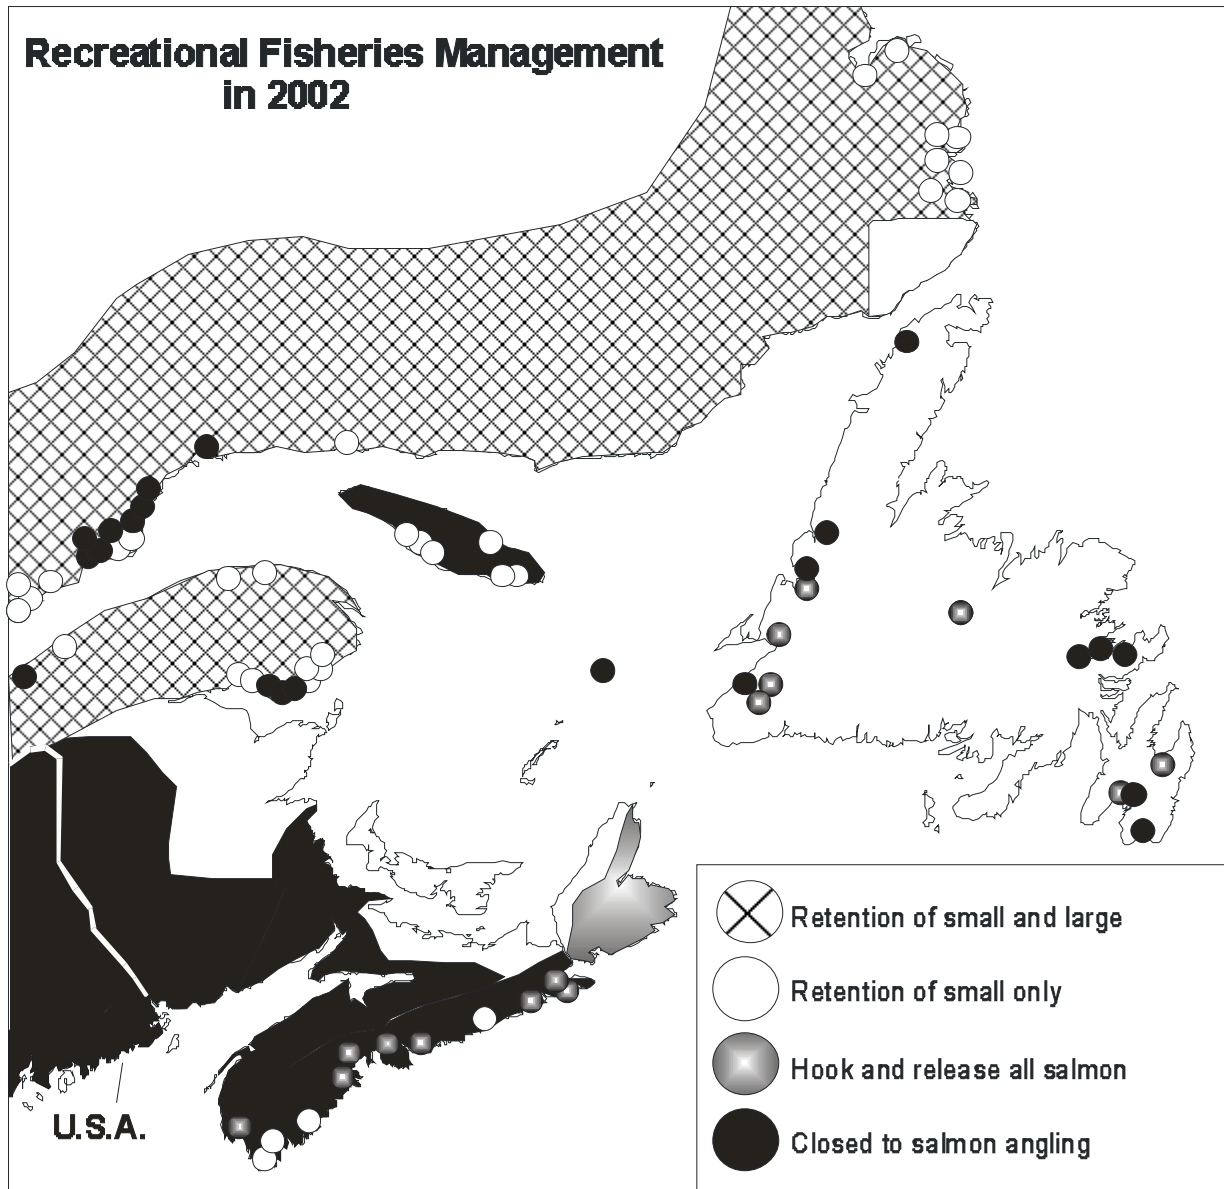 Recreational Fisheries Management
in 2002
U.S.A.
Retention of small and large
Retention of small only
Hook and release all salmon
Closed to salmon angling